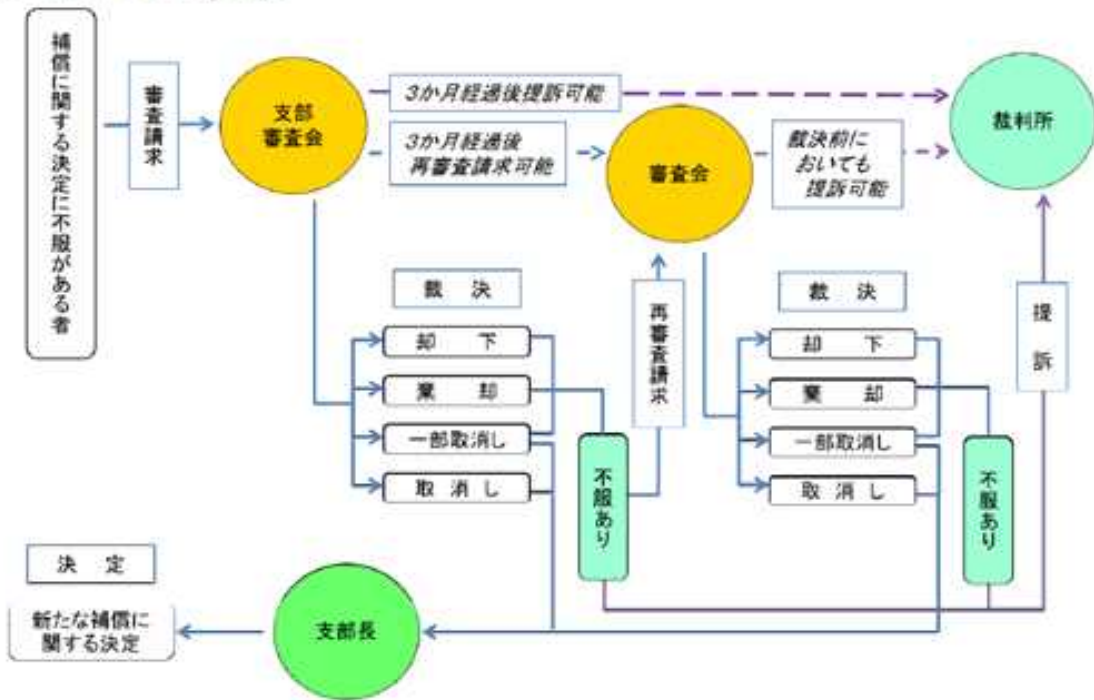 補償に関する決定に不服がある者
審査請求
支部
審査会
3か月経過後提訴可能
3か月経過後
再審査請求可能
審査会
裁決前に
おいても
提訴可能
裁判所
裁 決
却 下
棄 却
一部取消し
取 消 し
不服あり
再審査請求
裁 決
却 下
棄 却
一部取消し
取 消 し
不服あり
提 訴
決 定
新たな補償に
関する決定
支部長